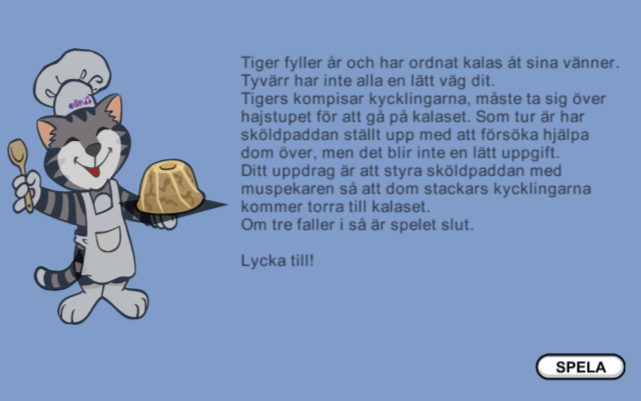 Tiger fyller år och har ordnat kalas åt sina vänner.
Tyvärr har inte alla en lätt väg dit.
Tigers kompisar kycklingarna, måste ta sig över
hajstupet för att gå på kalaset. Som tur är har
sköldpaddan ställt upp med att försöka hjälpa
dom över, men det blir inte en lätt uppgift.
Ditt uppdrag är att styra sköldpaddan med
muspekaren så att dom stackars kycklingarna
kommer torra till kalaset.
Om tre faller i så är spelet slut.
Lycka till!
SPELA